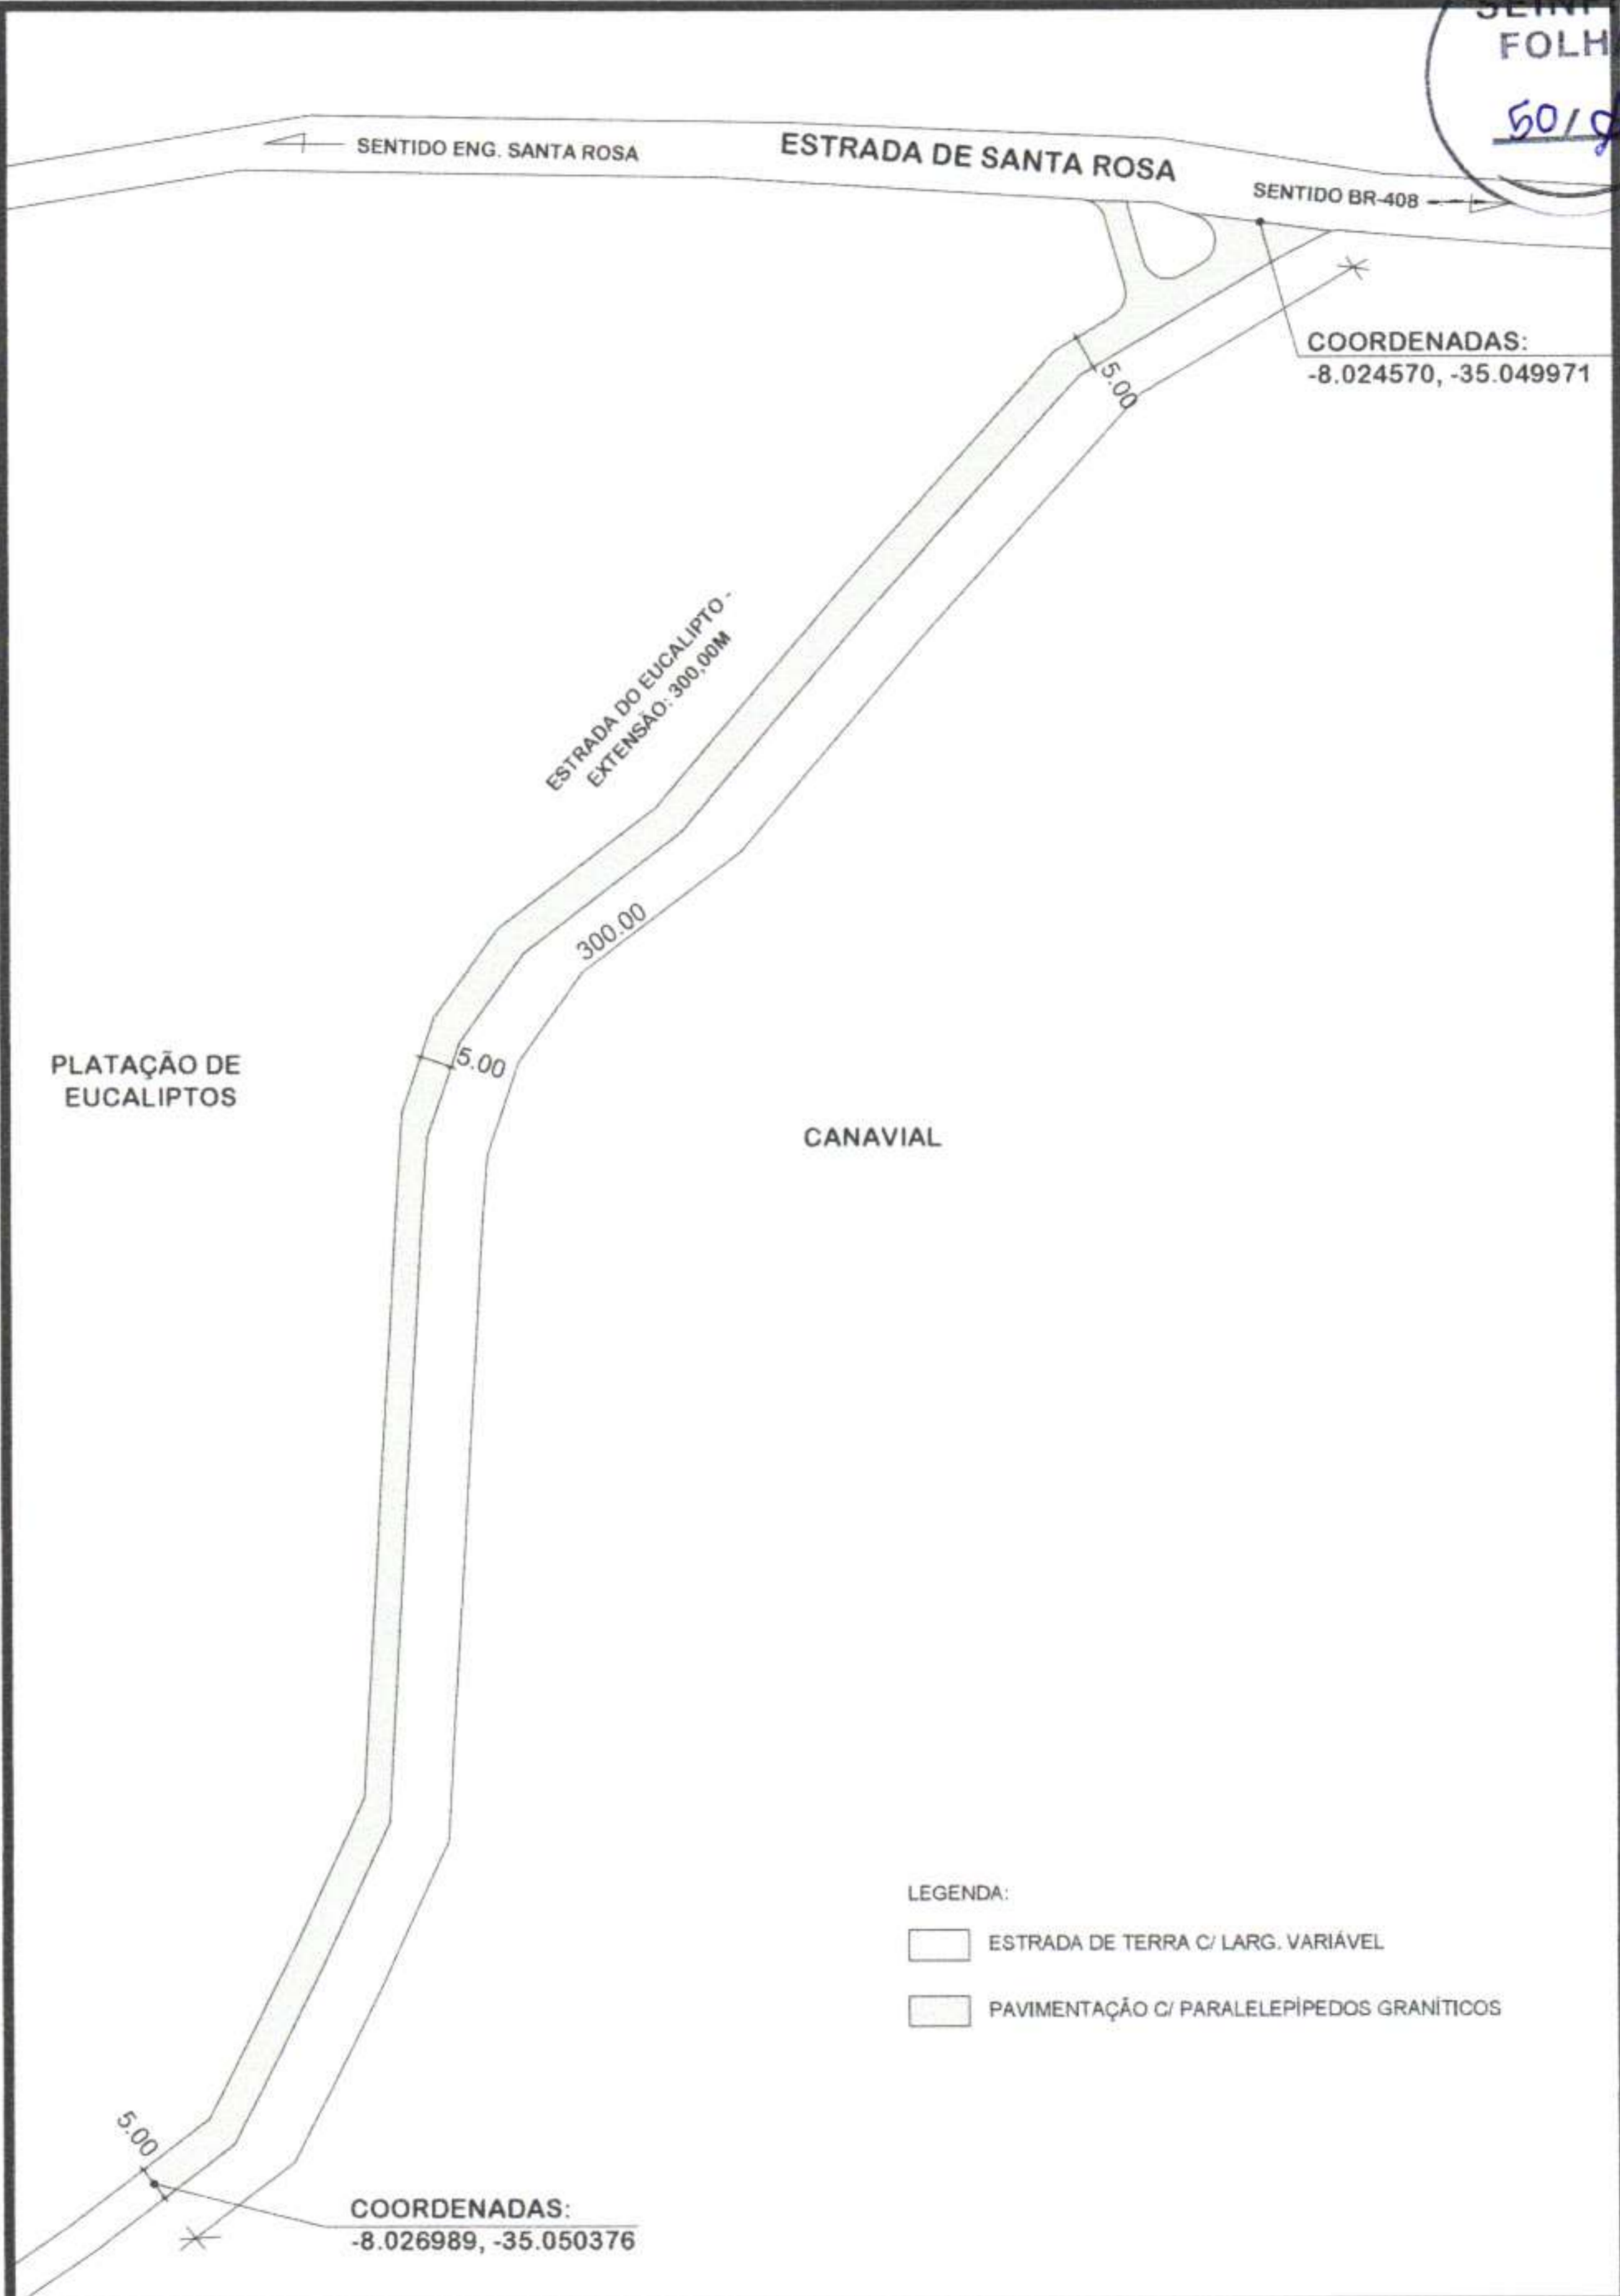 FOLH
50/
SENTIDO ENG. SANTA ROSA
ESTRADA DE SANTA ROSA
SENTIDO BR-408
COORDENADAS:
-8.024570, -35.049971
5.00
ESTRADA DO EUCALIPTO -
EXTENSÃO: 300,00M
300.00
5.00
PLATAÇÃO DE
EUCALIPTOS
CANAVIAL
LEGENDA:
ESTRADA DE TERRA C/ LARG. VARIÁVEL
PAVIMENTAÇÃO C/ PARALELEPÍPEDOS GRANÍTICOS
5.00
COORDENADAS:
-8.026989, -35.050376